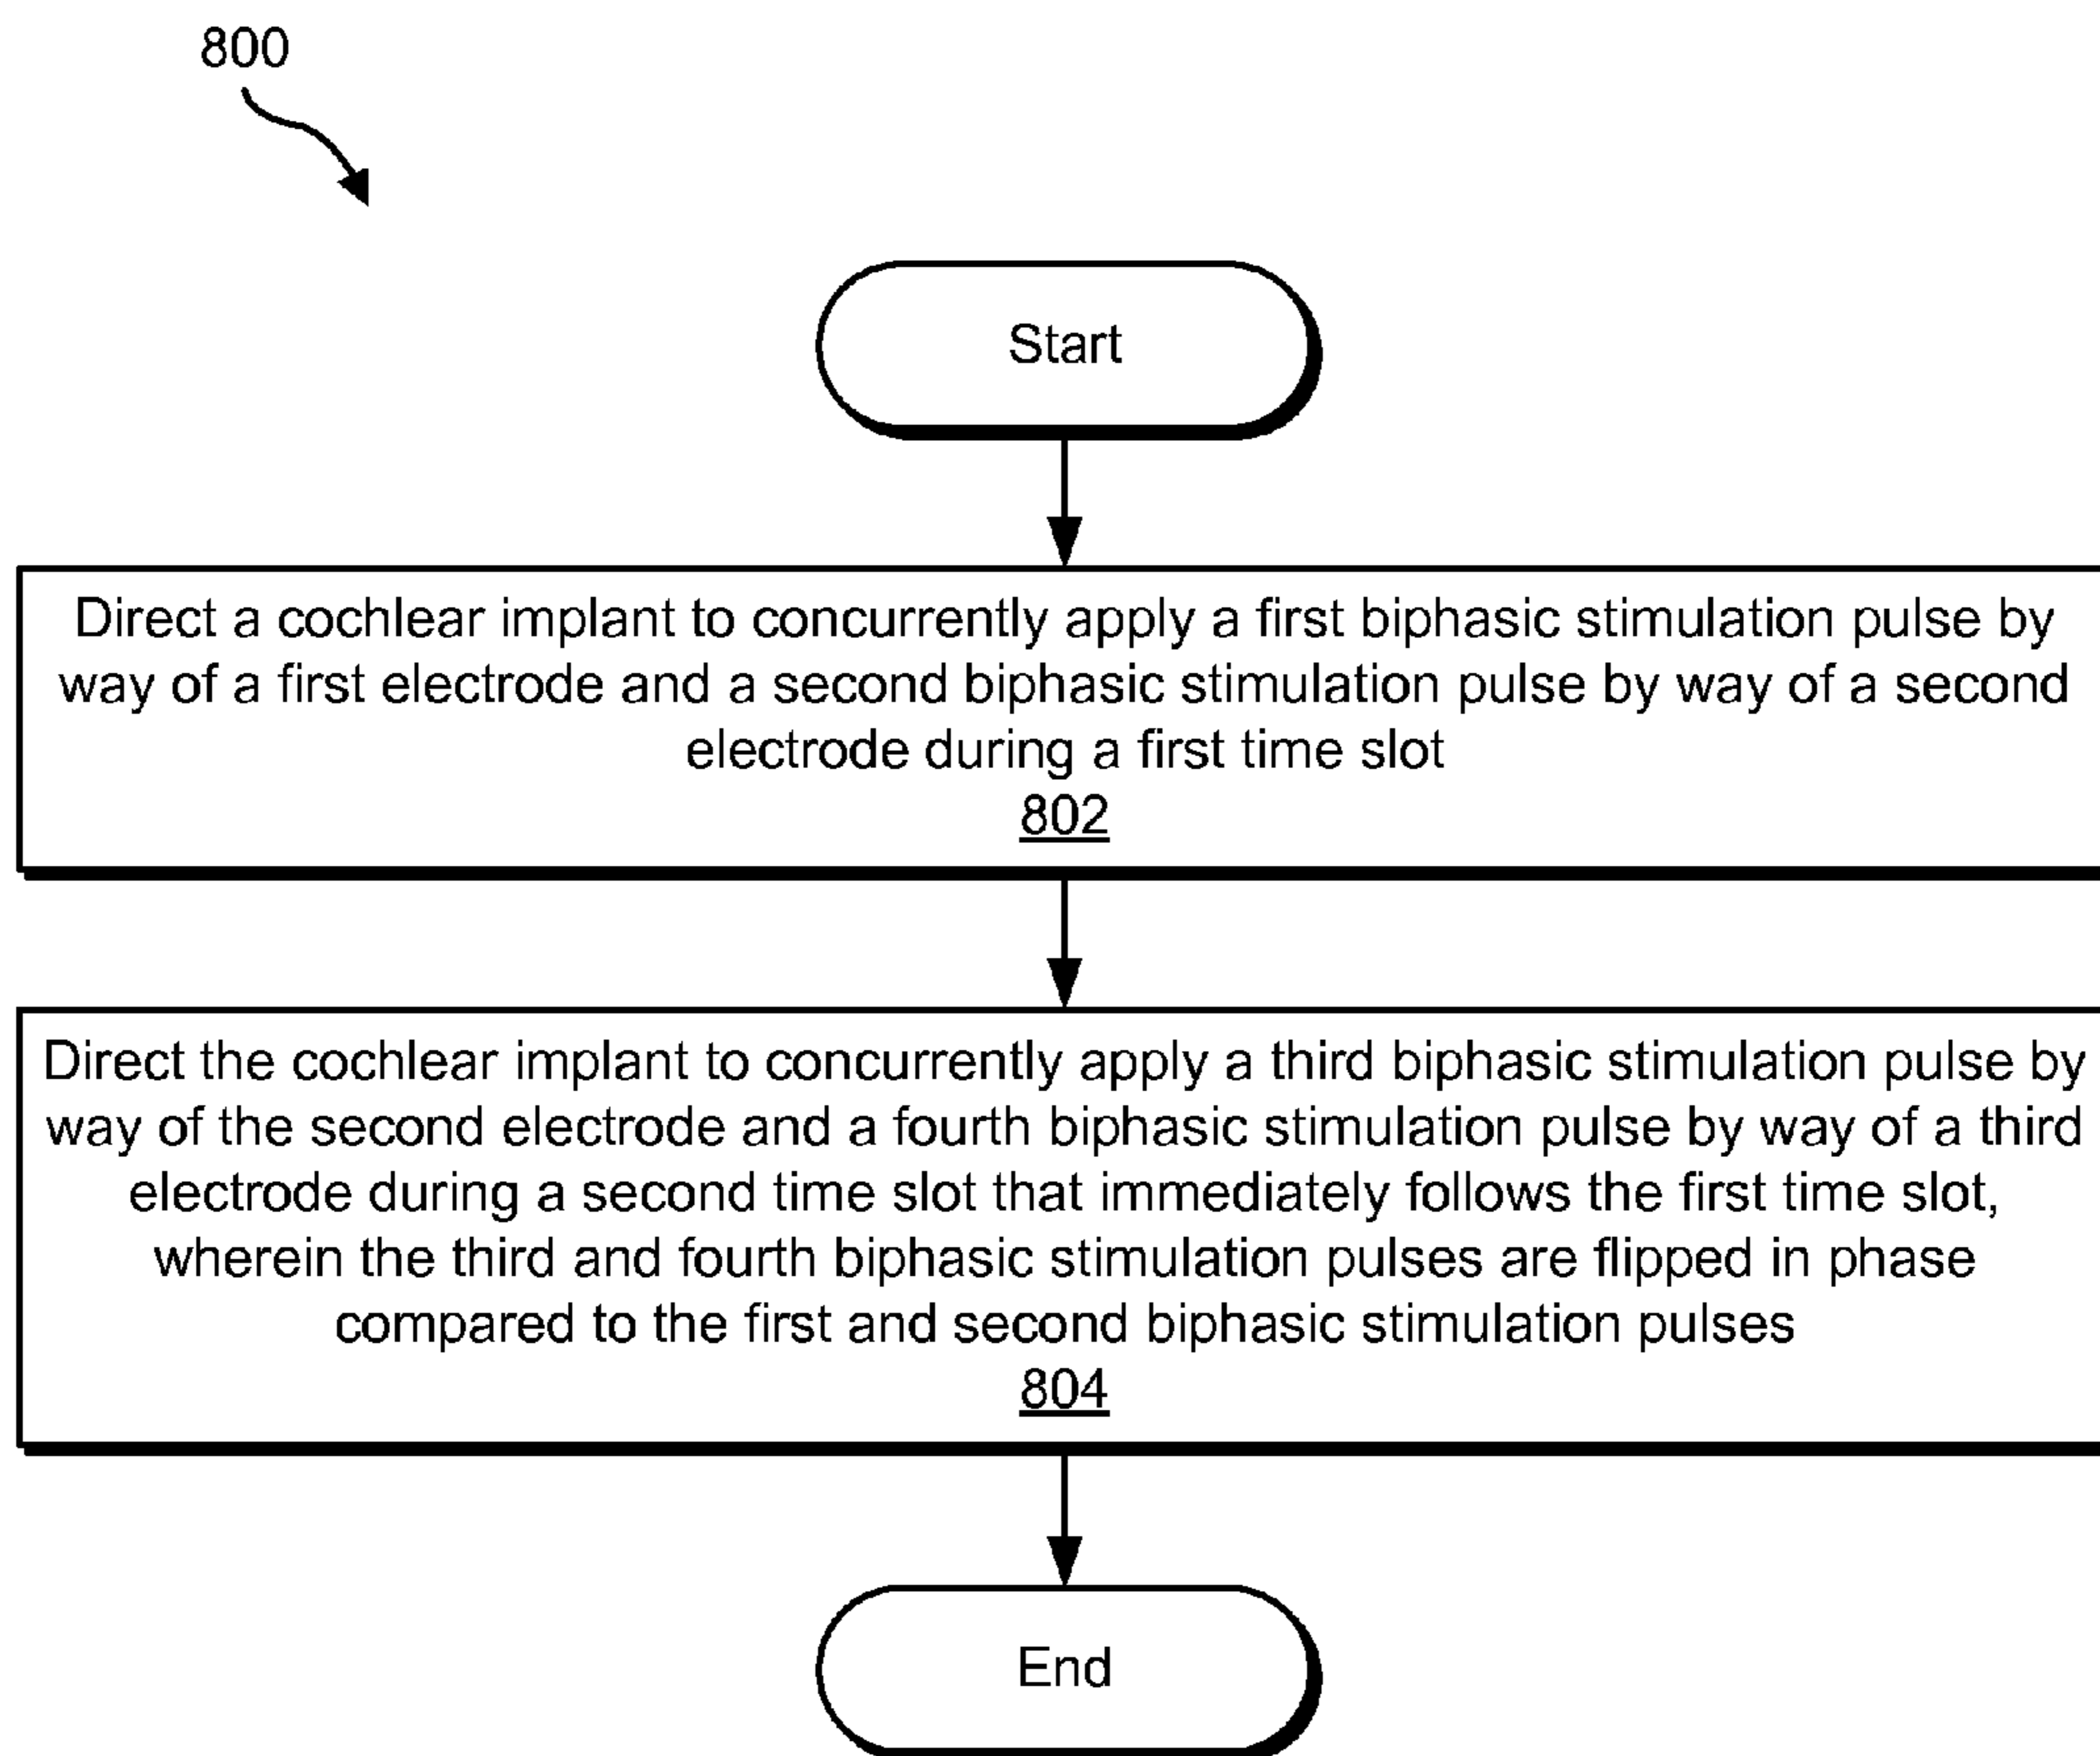 800
Start
Direct a cochlear implant to concurrently apply a first biphasic stimulation pulse by
way of a first electrode and a second biphasic stimulation pulse by way of a second
electrode during a first time slot
802
Direct the cochlear implant to concurrently apply a third biphasic stimulation pulse by
way of the second electrode and a fourth biphasic stimulation pulse by way of a third
electrode during a second time slot that immediately follows the first time slot,
wherein the third and fourth biphasic stimulation pulses are flipped in phase
compared to the first and second biphasic stimulation pulses
804
End